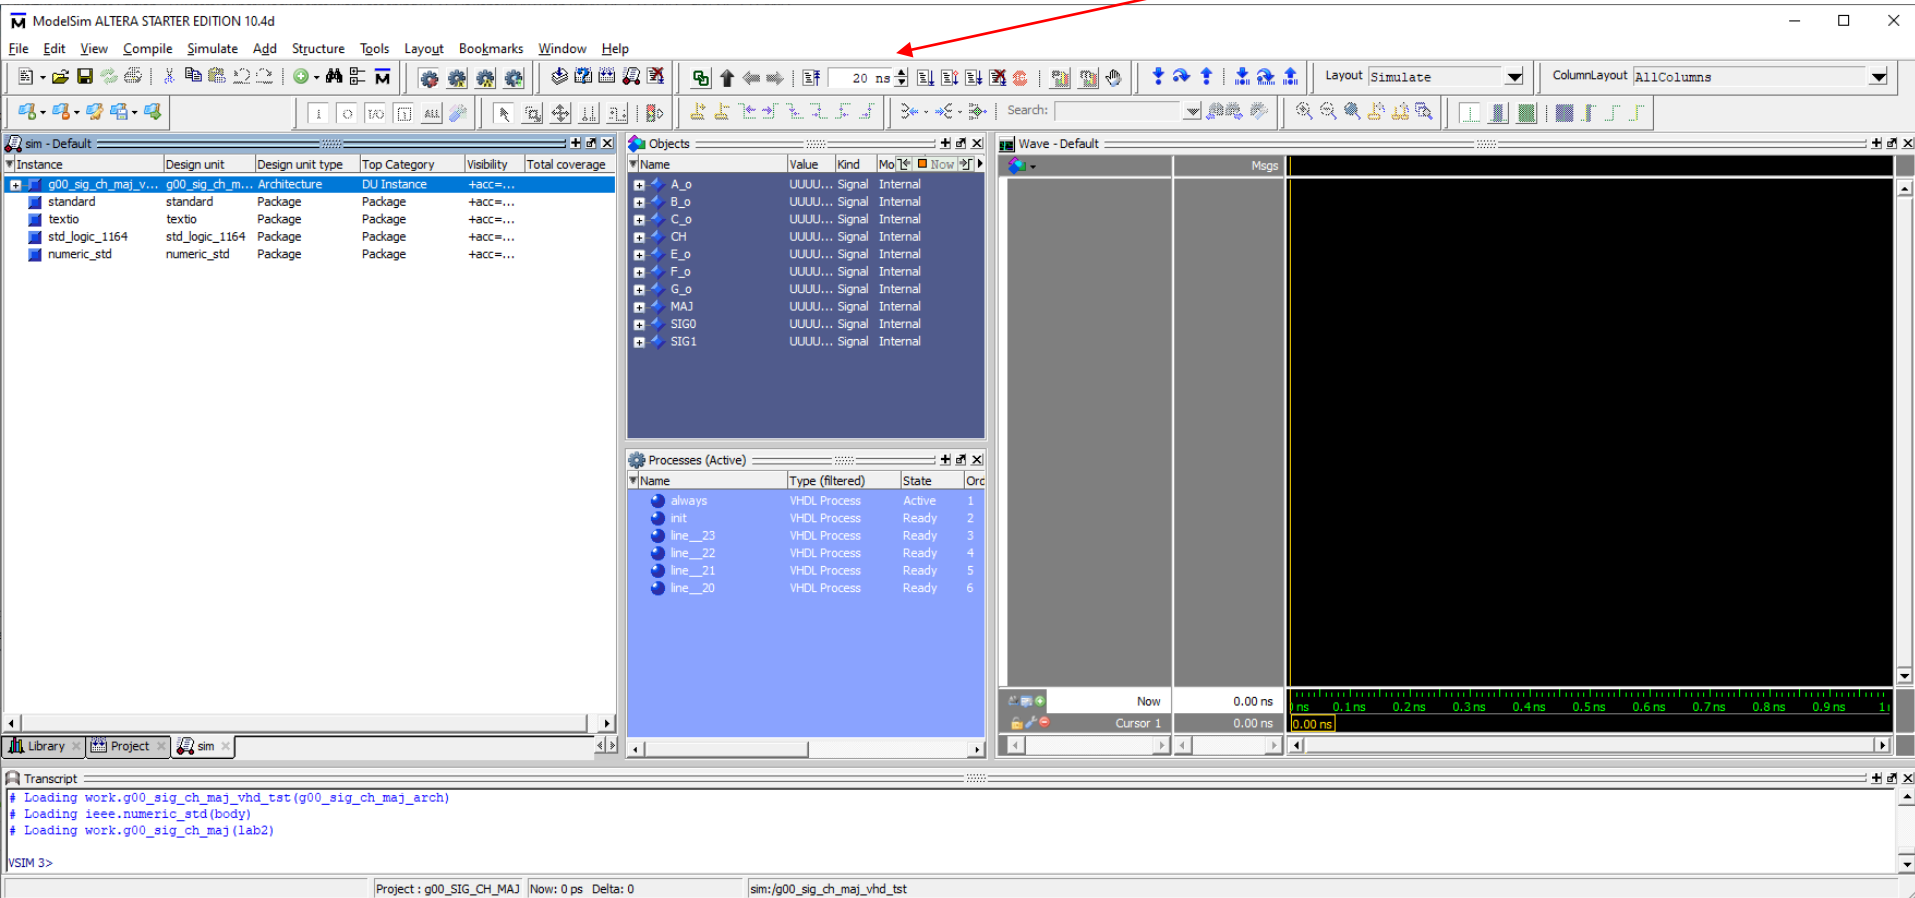 ModelSim ALTERA STARTER EDITION 10.4d
File Edit View Compile Simulate Add Structure Tools Layout Bookmarks Window Help
20 ns Layout Simulate ColumnLayout AllColumns
Search:
sim - Default
Instance Design unit Design unit type Top Category Visibility Total coverage
g00_sig_ch_maj_v... g00_sig_ch_m... Architecture DU Instance +acc=...
standard standard Package Package +acc=...
textio textio Package Package +acc=...
std_logic_1164 std_logic_1164 Package Package +acc=...
numeric_std numeric_std Package Package +acc=...
Library Project sim
Objects
Name Value Kind Mo Now
A_o UUUU... Signal Internal
B_o UUUU... Signal Internal
C_o UUUU... Signal Internal
CH UUUU... Signal Internal
E_o UUUU... Signal Internal
F_o UUUU... Signal Internal
G_o UUUU... Signal Internal
MAJ UUUU... Signal Internal
SIG0 UUUU... Signal Internal
SIG1 UUUU... Signal Internal
Processes (Active)
Name Type (filtered) State Orc
always VHDL Process Active 1
init VHDL Process Ready 2
line__23 VHDL Process Ready 3
line__22 VHDL Process Ready 4
line__21 VHDL Process Ready 5
line__20 VHDL Process Ready 6
Wave - Default
Msgs
Now 0.00 ns ns 0.1 ns 0.2 ns 0.3 ns 0.4 ns 0.5 ns 0.6 ns 0.7 ns 0.8 ns 0.9 ns 1
Cursor 1 0.00 ns 0.00 ns
Transcript
# Loading work.g00_sig_ch_maj_vhd_tst(g00_sig_ch_maj_arch)
# Loading ieee.numeric_std(body)
# Loading work.g00_sig_ch_maj(lab2)
VSIM 3>
Project : g00_SIG_CH_MAJ Now: 0 ps Delta: 0 sim:/g00_sig_ch_maj_vhd_tst